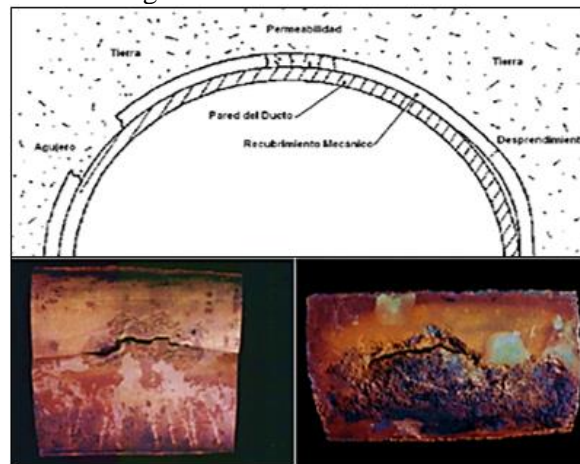 Permeabilidad
Tierra
Tierra
Pared del Ducto
Recubrimiento Mecánico
Desprendimient
Agujero